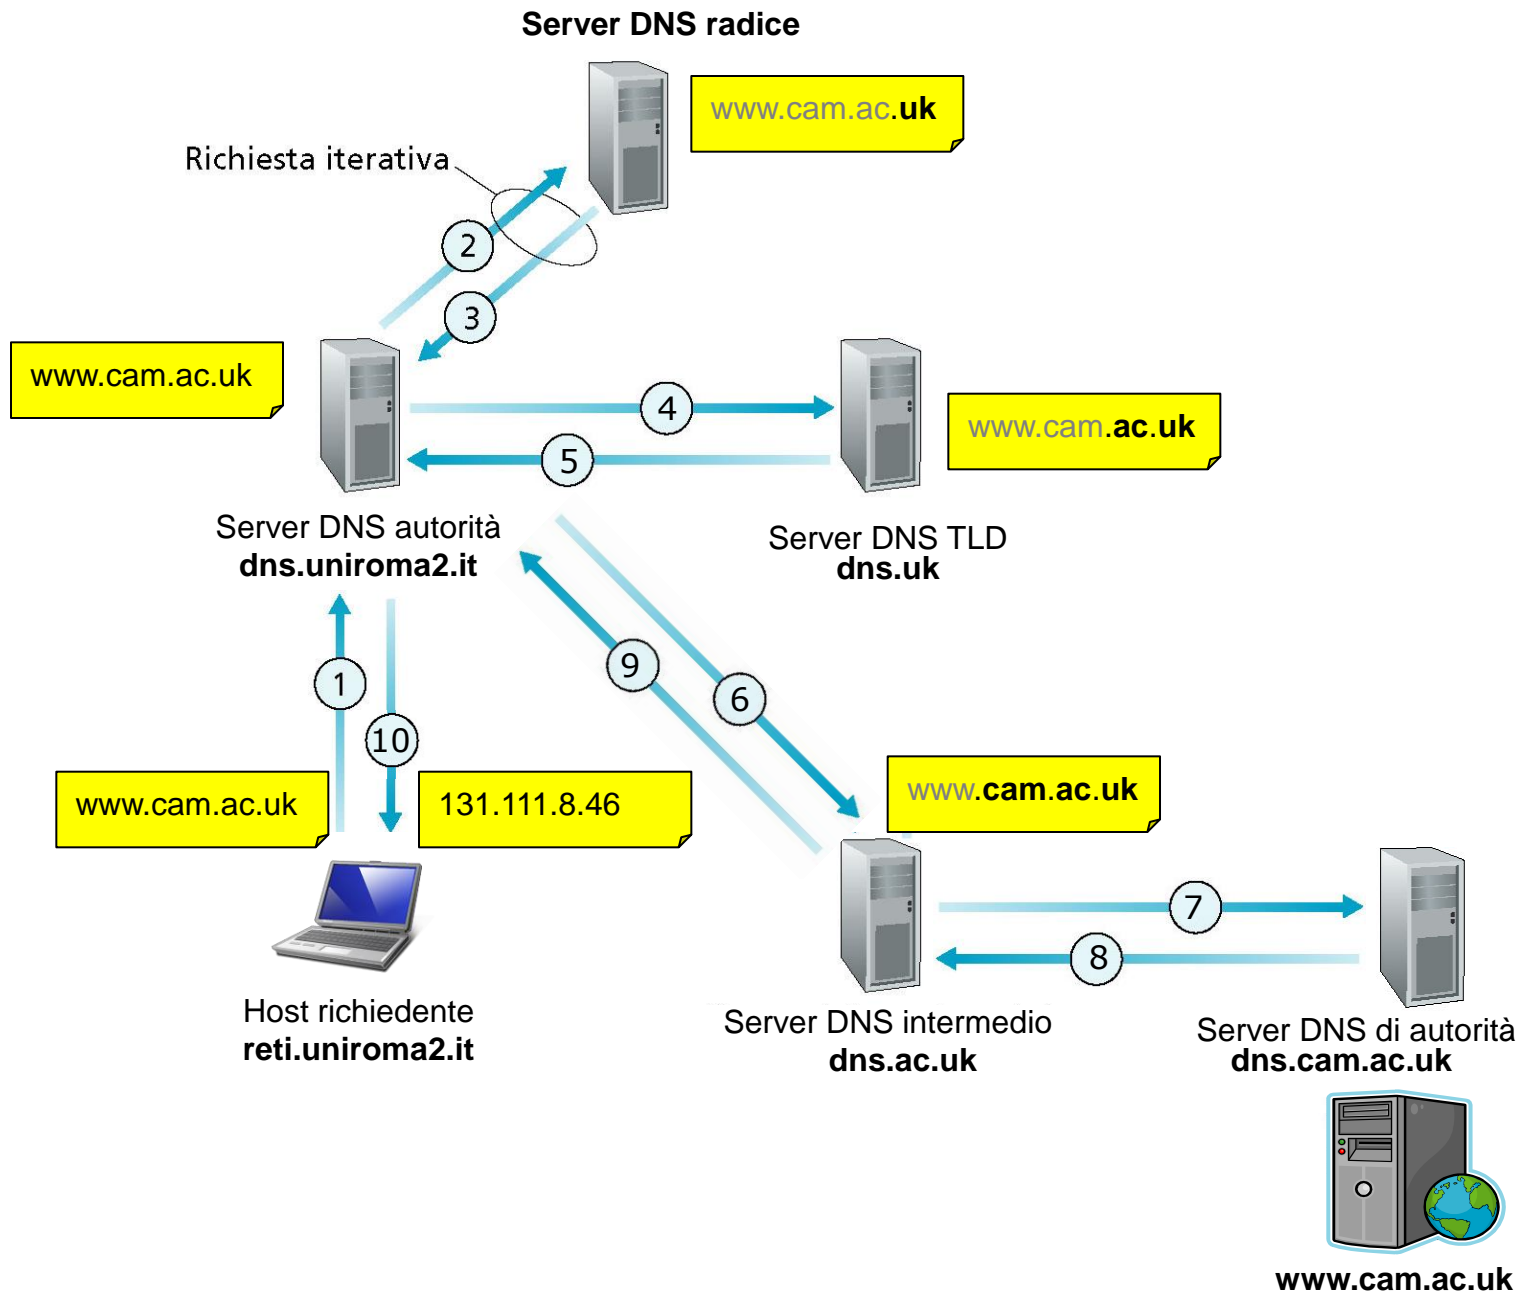 Server DNS radice
www.cam.ac.uk
Richiesta iterativa
2
3
www.cam.ac.uk
4
5
www.cam.ac.uk
Server DNS autorità
dns.uniroma2.it
Server DNS TLD
dns.uk
1
10
9
6
www.cam.ac.uk
131.111.8.46
www.cam.ac.uk
7
8
Host richiedente
reti.uniroma2.it
Server DNS intermedio
dns.ac.uk
Server DNS di autorità
dns.cam.ac.uk
www.cam.ac.uk